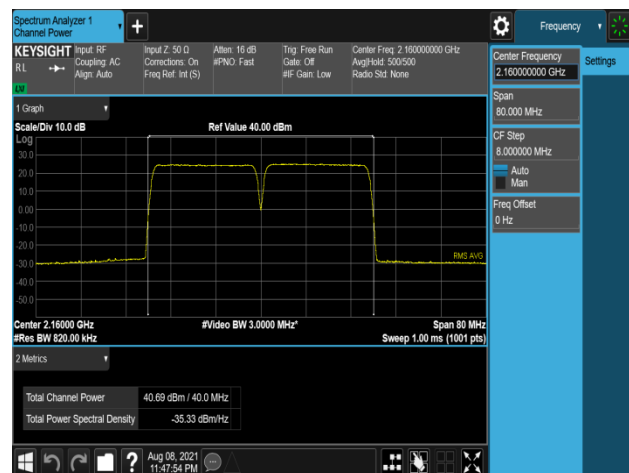 Spectrum Analyzer 1
Channel Power
Frequency
KEYSIGHT
RL
LV
Input: RF
Coupling: AC
Align: Auto
Input Z: 50 Ω
Corrections: On
Freq Ref: Int (S)
Atten: 16 dB
#PNO: Fast
Trig: Free Run
Gate: Off
#IF Gain: Low
Center Freq: 2.160000000 GHz
Avg|Hold: 500/500
Radio Std: None
Center Frequency
2.160000000 GHz
Settings
Span
80.000 MHz
CF Step
8.000000 MHz
Auto
Man
Freq Offset
0 Hz
1 Graph
Scale/Div 10.0 dB
Ref Value 40.00 dBm
Log
30.0
20.0
10.0
0.00
-10.0
-20.0
-30.0
-40.0
-50.0
RMS AVG
Center 2.16000 GHz
#Video BW 3.0000 MHz*
Span 80 MHz
#Res BW 820.00 kHz
Sweep 1.00 ms (1001 pts)
2 Metrics
Total Channel Power 40.69 dBm / 40.0 MHz
Total Power Spectral Density -35.33 dBm/Hz
Aug 08, 2021
11:47:54 PM